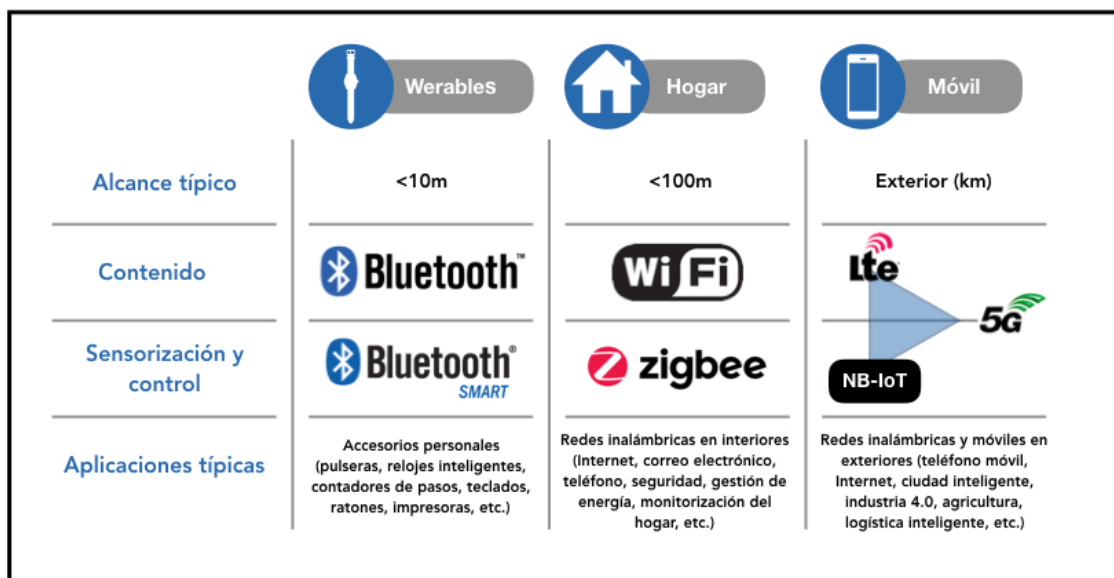 Werables
Hogar
Móvil
Alcance típico
<10m
<100m
Exterior (km)
Contenido
Bluetooth™
WiFi
Lte
5G
Sensorización y
control
Bluetooth®
SMART
zigbee
NB-IoT
Aplicaciones típicas
Accesorios personales
(pulseras, relojes inteligentes,
contadores de pasos, teclados,
ratones, impresoras, etc.)
Redes inalámbricas en interiores
(Internet, correo electrónico,
teléfono, seguridad, gestión de
energía, monitorización del
hogar, etc.)
Redes inalámbricas y móviles en
exteriores (teléfono móvil,
Internet, ciudad inteligente,
industria 4.0, agricultura,
logística inteligente, etc.)